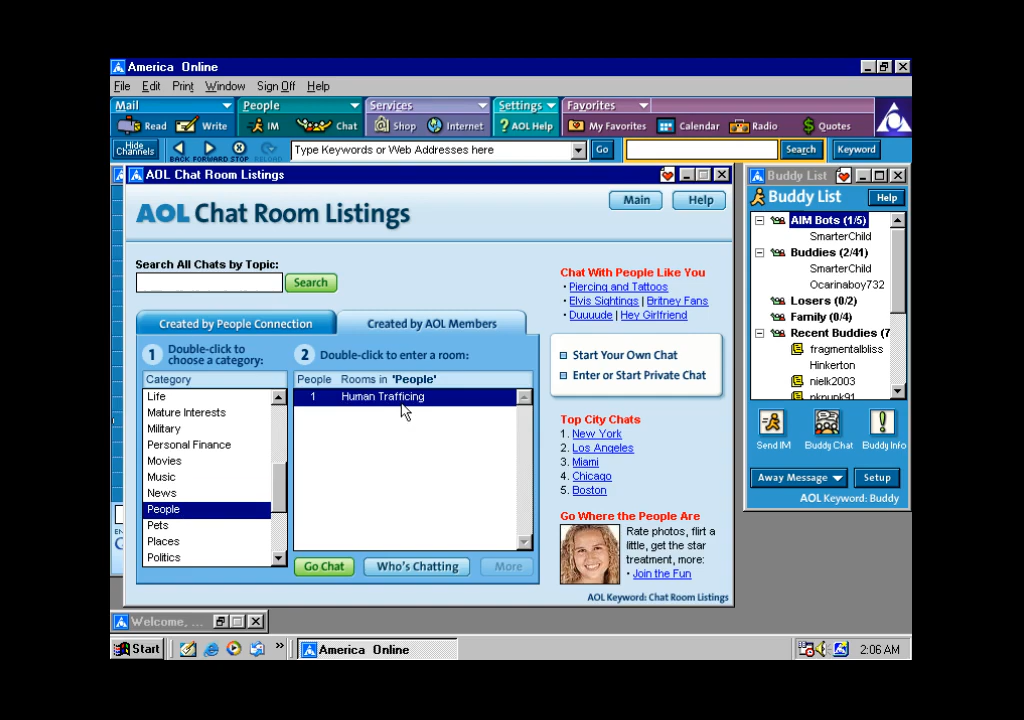 America Online
File Edit Print Window Sign Off Help
Mail People Services Settings Favorites
Read Write IM Chat Shop Internet AOL Help My Favorites Calendar Radio Quotes
Hide Channels BACK FORWARD STOP RELOAD Type Keywords or Web Addresses here Go Search Keyword
AOL Chat Room Listings
AOL Chat Room Listings
Main Help
Search All Chats by Topic:
Search
Created by People Connection Created by AOL Members
1 Double-click to choose a category:
2 Double-click to enter a room:
Category
Life
Mature Interests
Military
Personal Finance
Movies
Music
News
People
Pets
Places
Politics
People Rooms in 'People'
1 Human Trafficing
Go Chat Who's Chatting More
Chat With People Like You
· Piercing and Tattoos
· Elvis Sightings | Britney Fans
· Duuuude | Hey Girlfriend
Start Your Own Chat
Enter or Start Private Chat
Top City Chats
1. New York
2. Los Angeles
3. Miami
4. Chicago
5. Boston
Go Where the People Are
Rate photos, flirt a
little, get the star
treatment, more:
· Join the Fun
AOL Keyword: Chat Room Listings
Buddy List
Buddy List Help
AIM Bots (1/5)
SmarterChild
Buddies (2/41)
SmarterChild
Ocarinaboy732
Losers (0/2)
Family (0/4)
Recent Buddies (7
fragmentalbliss
Hinkerton
nielk2003
Send IM Buddy Chat Buddy Info
Away Message Setup
AOL Keyword: Buddy
Welcome, ...
Start America Online 2:06 AM